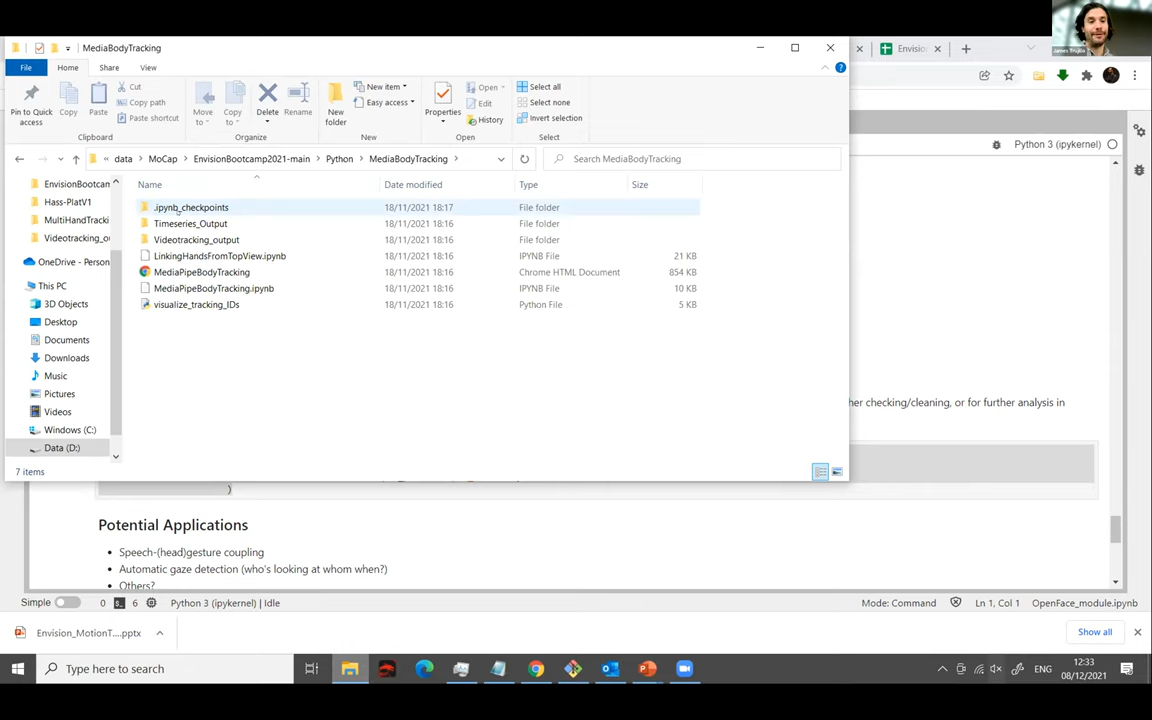 MediaBodyTracking
James Trujillo
Envisio
File
Home
Share
View
Pin to Quick access
Copy
Paste
Cut
Copy path
Paste shortcut
Clipboard
Move to
Copy to
Delete
Rename
Organize
New folder
New item
Easy access
New
Properties
Open
Edit
History
Open
Select all
Select none
Invert selection
Select
« data > MoCap > EnvisionBootcamp2021-main > Python > MediaBodyTracking >
Search MediaBodyTracking
Python 3 (ipykernel)
Name
Date modified
Type
Size
EnvisionBootcam
Hass-PlatV1
MultiHandTracki
Videotracking_ou
OneDrive - Person
This PC
3D Objects
Desktop
Documents
Downloads
Music
Pictures
Videos
Windows (C:)
Data (D:)
.ipynb_checkpoints 18/11/2021 18:17 File folder
Timeseries_Output 18/11/2021 18:16 File folder
Videotracking_output 18/11/2021 18:16 File folder
LinkingHandsFromTopView.ipynb 18/11/2021 18:16 IPYNB File 21 KB
MediaPipeBodyTracking 18/11/2021 18:16 Chrome HTML Document 854 KB
MediaPipeBodyTracking.ipynb 18/11/2021 18:16 IPYNB File 10 KB
visualize_tracking_IDs 18/11/2021 18:16 Python File 5 KB
her checking/cleaning, or for further analysis in
7 items
)
Potential Applications
• Speech-(head)gesture coupling
• Automatic gaze detection (who's looking at whom when?)
• Others?
Simple 0 6 Python 3 (ipykernel) | Idle
Mode: Command Ln 1, Col 1 OpenFace_module.ipynb
Envision_MotionT....pptx
Show all
Type here to search
ENG
12:33
08/12/2021